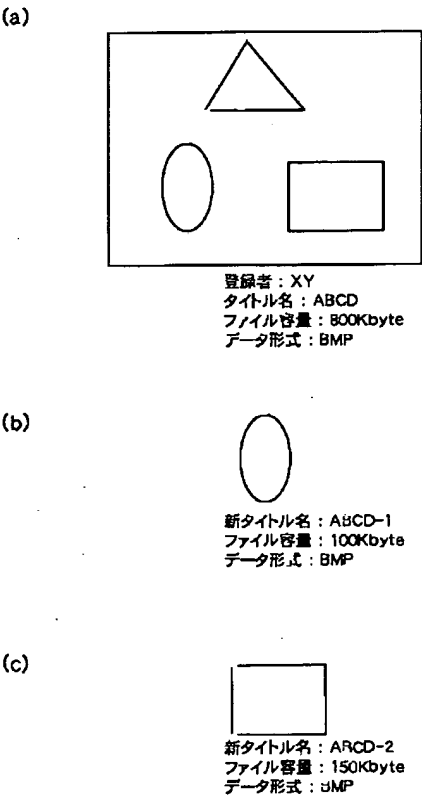 (a)
登録者：XY
タイトル名：ABCD
ファイル容量：800Kbyte
データ形式：BMP
(b)
新タイトル名：ABCD-1
ファイル容量：100Kbyte
データ形式：BMP
(c)
新タイトル名：ABCD-2
ファイル容量：150Kbyte
データ形式：BMP